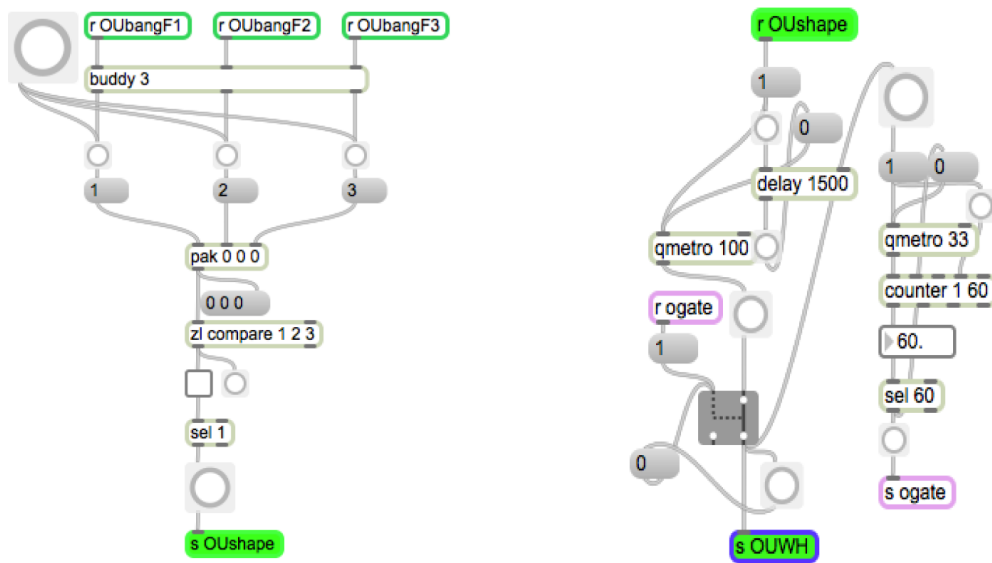 r OUbangF1
r OUbangF2
r OUbangF3
buddy 3
1
2
3
pak 0 0 0
0 0 0
zl compare 1 2 3
sel 1
s OUshape
r OUshape
1
0
delay 1500
qmetro 100
r ogate
1
0
s OUWH
1
0
qmetro 33
counter 1 60
60.
sel 60
s ogate